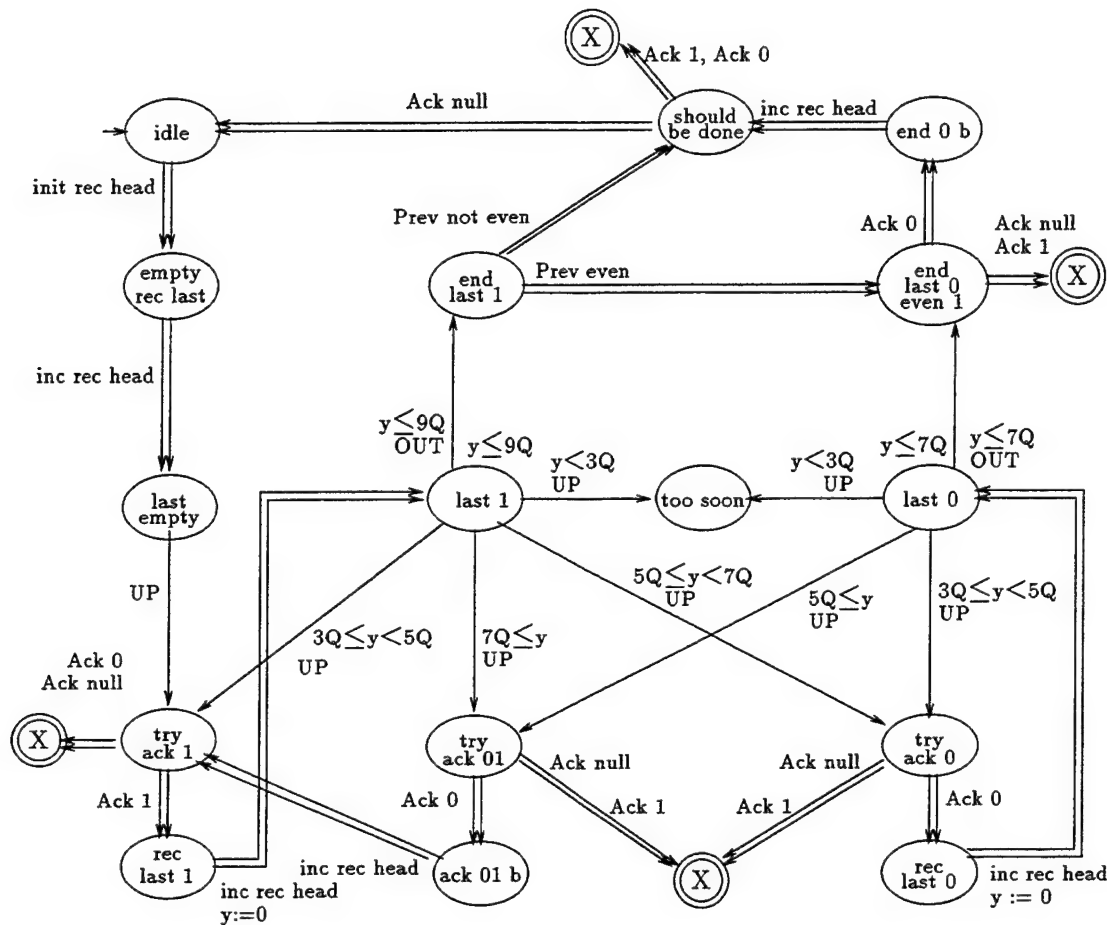 X
Ack 1, Ack 0
Ack null
should
be done
inc rec head
end 0 b
idle
init rec head
Prev not even
Ack 0
Ack null
Ack 1
empty
rec last
end
last 1
Prev even
end
last 0
even 1
X
inc rec head
y≤9Q
OUT
y≤9Q
y<3Q
UP
y<3Q
UP
y≤7Q
y≤7Q
OUT
last
empty
last 1
too soon
last 0
UP
3Q≤y<5Q
UP
7Q≤y
UP
5Q≤y<7Q
UP
5Q≤y
UP
3Q≤y<5Q
UP
Ack 0
Ack null
X
try
ack 1
try
ack 01
try
ack 0
Ack 1
Ack 0
Ack null
Ack 1
Ack null
Ack 1
Ack 0
rec
last 1
inc rec head
y:=0
inc rec head
ack 01 b
X
rec
last 0
inc rec head
y := 0